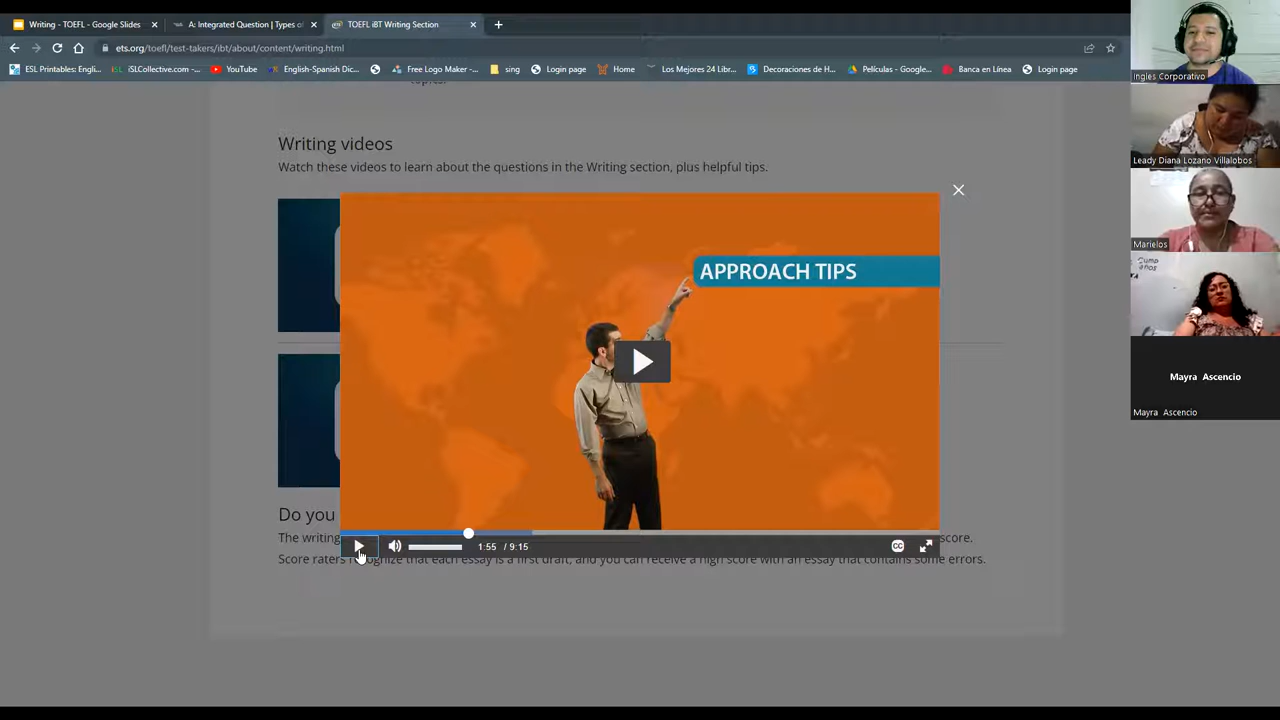 Writing - TOEFL - Google Slides
A: Integrated Question | Types of
TOEFL iBT Writing Section
ets.org/toefl/test-takers/ibt/about/content/writing.html
ESL Printables: Engli...
iSLCollective.com -...
YouTube
English-Spanish Dic...
Free Logo Maker -...
sing
Login page
Home
Los Mejores 24 Libr...
Decoraciones de H...
Películas - Google...
Banca en Línea
Login page
Writing videos
Watch these videos to learn about the questions in the Writing section, plus helpful tips.
APPROACH TIPS
1:55 / 9:15
CC
Do you
The writing
score.
Score raters recognize that each essay is a first draft, and you can receive a high score with an essay that contains some errors.
Ingles Corporativo
Leady Diana Lozano Villalobos
Marielos
Mayra Ascencio
Mayra Ascencio